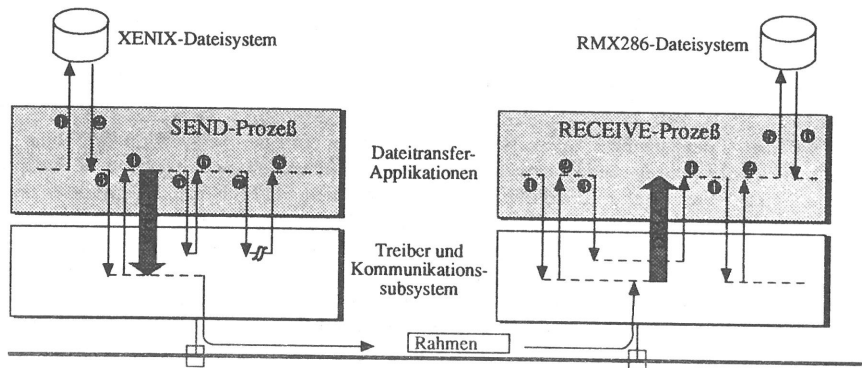 XENIX-Dateisystem
RMX286-Dateisystem
SEND-Prozeß
RECEIVE-Prozeß
Dateitransfer-
Applikationen
Treiber und
Kommunikations-
subsystem
Rahmen